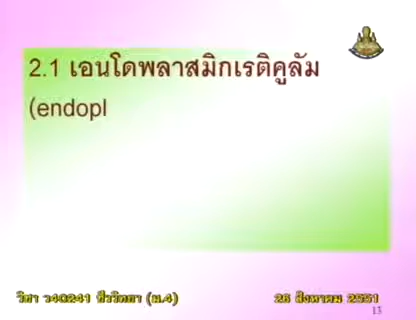 2.1 เอนโดพลาสมิกเรติคูลัม
(endopl
วิชา ว40241 ชีววิทยา (ม.4)
26 สิงหาคม 2551
13